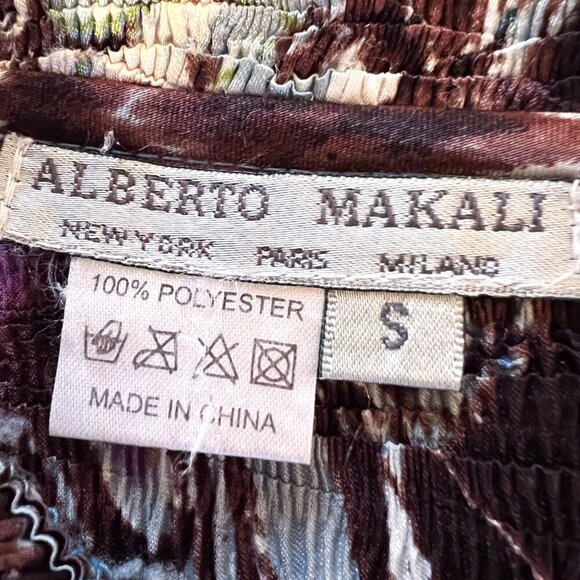 ALBERTO MAKALI
NEW YORK PARIS MILANO
100% POLYESTER
S
MADE IN CHINA